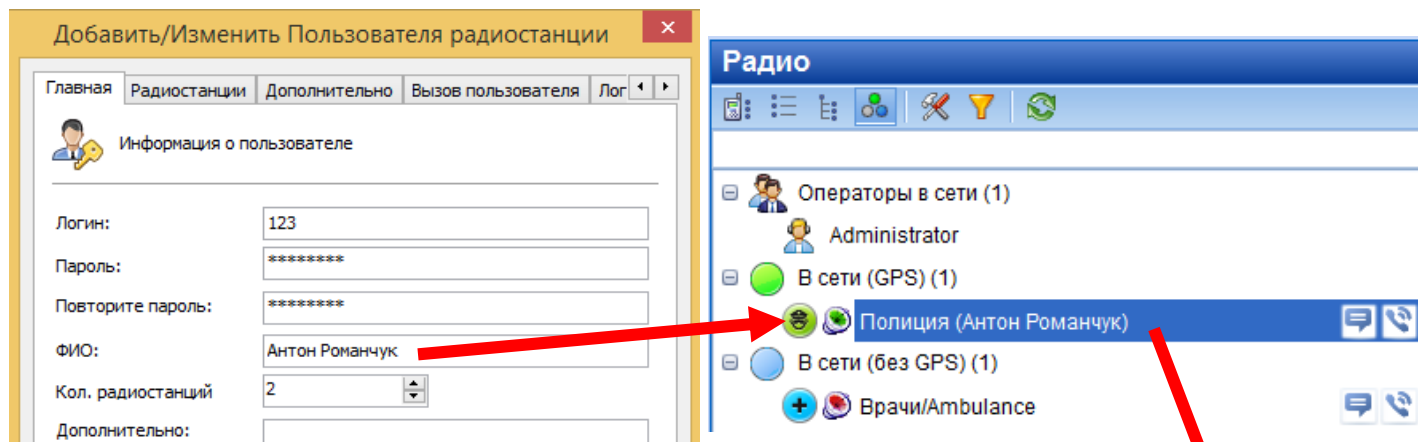 Добавить/Изменить Пользователя радиостанции
Главная Радиостанции Дополнительно Вызов пользователя Лог
Информация о пользователе
Логин: 123
Пароль: ********
Повторите пароль: ********
ФИО: Антон Романчук
Кол. радиостанций 2
Дополнительно:
Радио
Операторы в сети (1)
Administrator
В сети (GPS) (1)
Полиция (Антон Романчук)
В сети (без GPS) (1)
Врачи/Ambulance